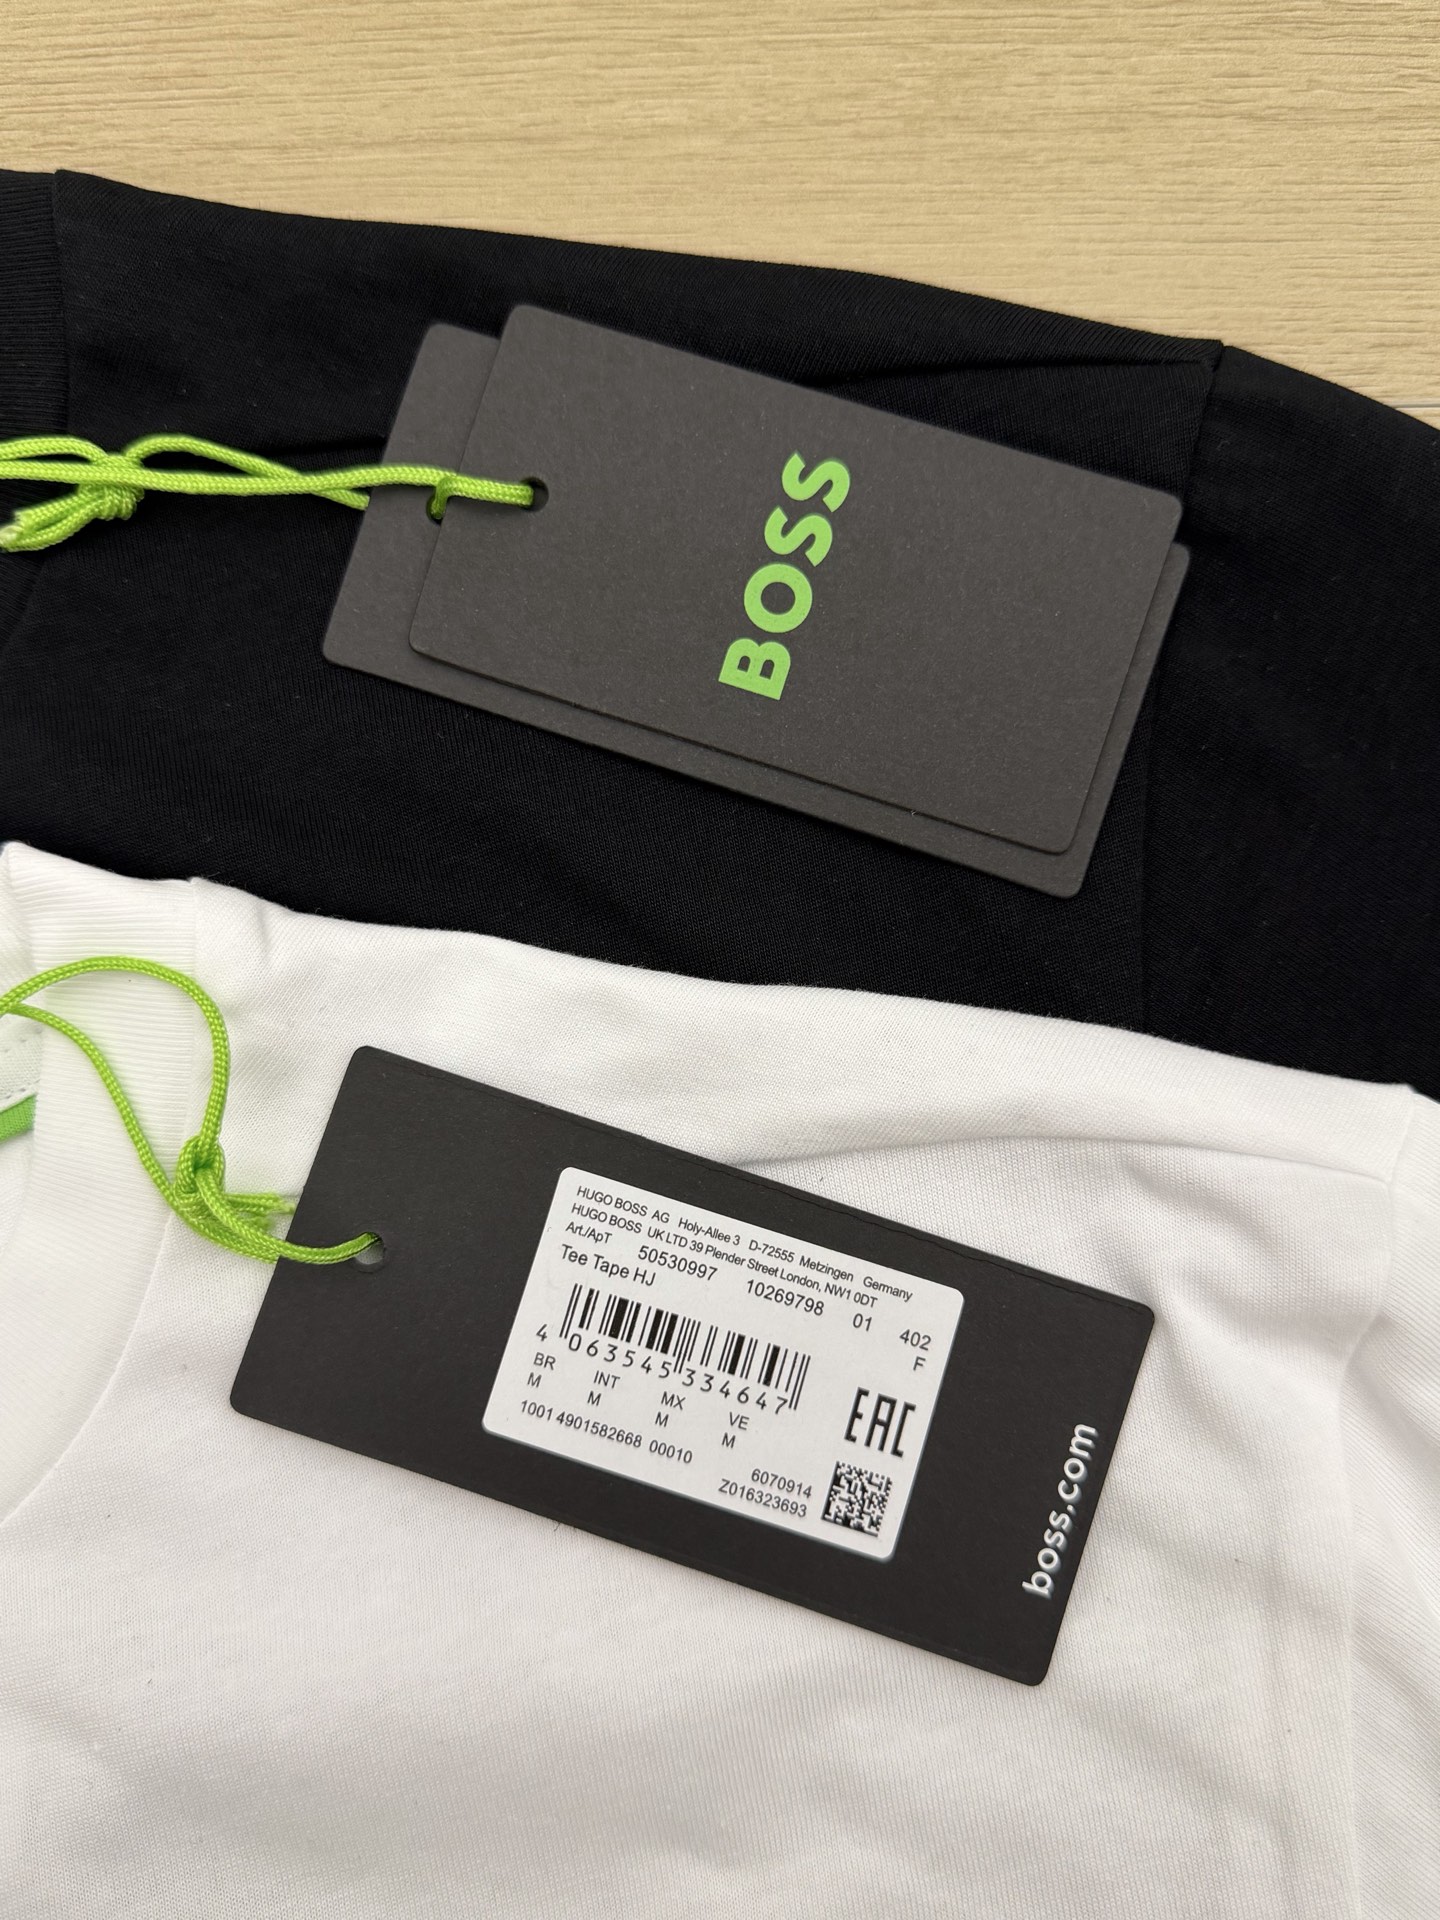 BOSS
HUGO BOSS AG Holy-Allee 3 D-72555 Metzingen Germany
HUGO BOSS UK LTD 39 Plender Street London, NW1 0DT
Art./ApT 50530997 10269798 01 402
Tee Tape HJ F
4 063545 334647
BR INT MX VE
M M M M
1001 4901582668 00010
EAC
6070914
Z016323693
boss.com